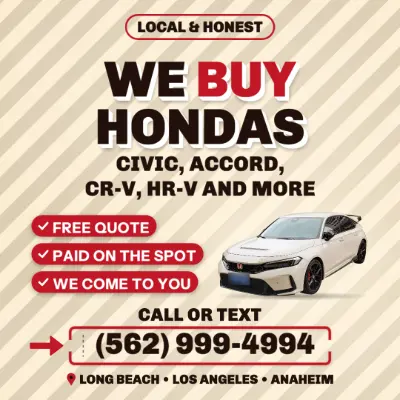 LOCAL & HONEST
WE BUY
HONDAS
CIVIC, ACCORD,
CR-V, HR-V AND MORE
FREE QUOTE
PAID ON THE SPOT
WE COME TO YOU
CALL OR TEXT
(562) 999-4994
LONG BEACH • LOS ANGELES • ANAHEIM